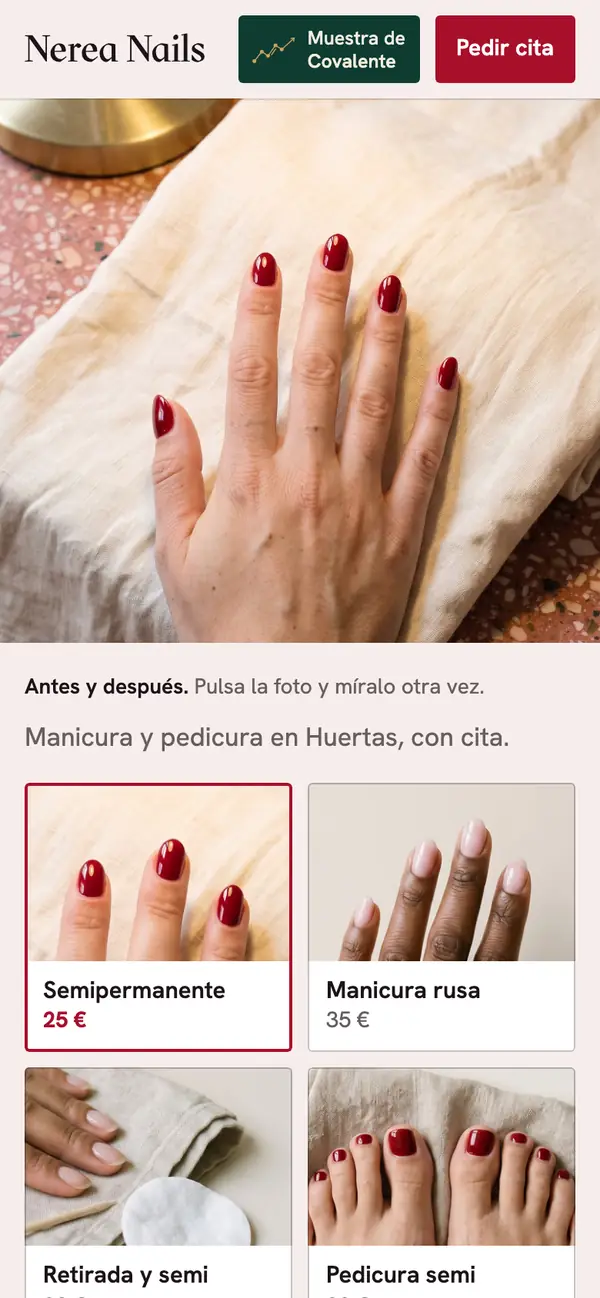 Nerea Nails
Muestra de
Covalente
Pedir cita
Antes y después. Pulsa la foto y míralo otra vez.
Manicura y pedicura en Huertas, con cita.
Semipermanente
25 €
Manicura rusa
35 €
Retirada y semi
Pedicura semi